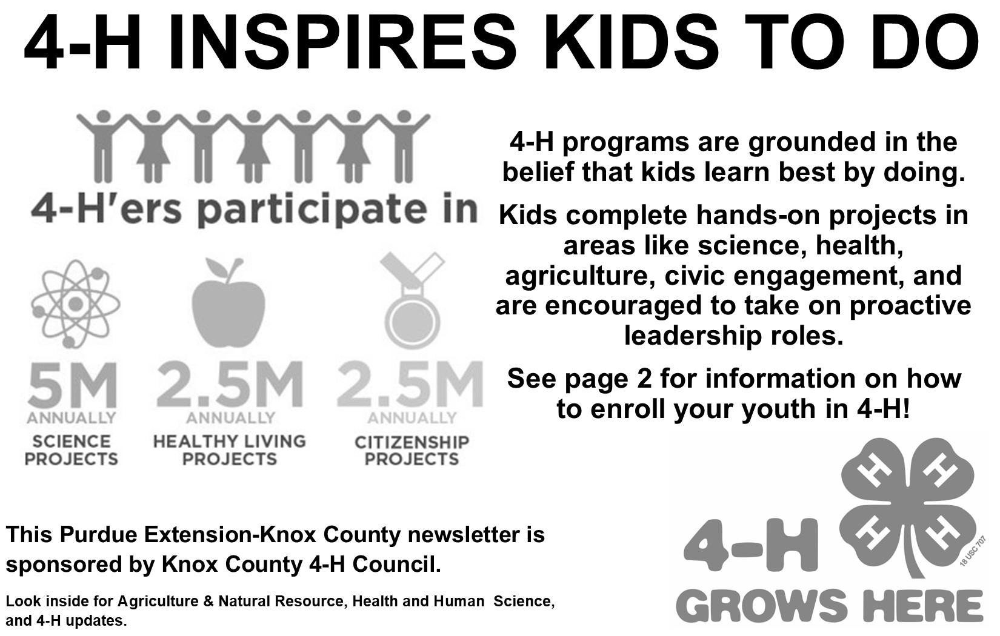 4-H INSPIRES KIDS TO DO
4-H'ers participate in
5M
ANNUALLY
SCIENCE
PROJECTS
2.5M
ANNUALLY
HEALTHY LIVING
PROJECTS
2.5M
ANNUALLY
CITIZENSHIP
PROJECTS
4-H programs are grounded in the
belief that kids learn best by doing.
Kids complete hands-on projects in
areas like science, health,
agriculture, civic engagement, and
are encouraged to take on proactive
leadership roles.
See page 2 for information on how
to enroll your youth in 4-H!
This Purdue Extension-Knox County newsletter is
sponsored by Knox County 4-H Council.
Look inside for Agriculture & Natural Resource, Health and Human  Science,
and 4-H updates.
H H
H H
18 USC 707
4-H
GROWS HERE